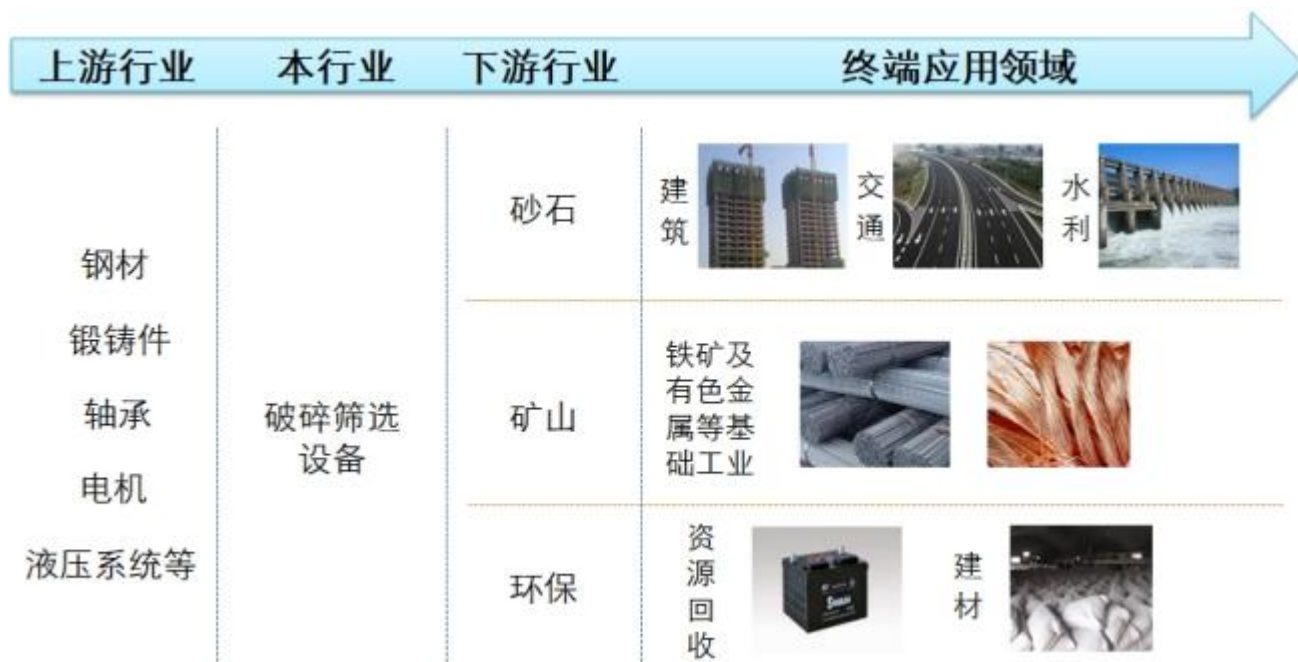 上游行业
本行业
下游行业
终端应用领域
钢材
锻铸件
轴承
电机
液压系统等
破碎筛选
设备
砂石
建
筑
交
通
水
利
矿山
铁矿及
有色金
属等基
础工业
环保
资
源
回
收
建
材